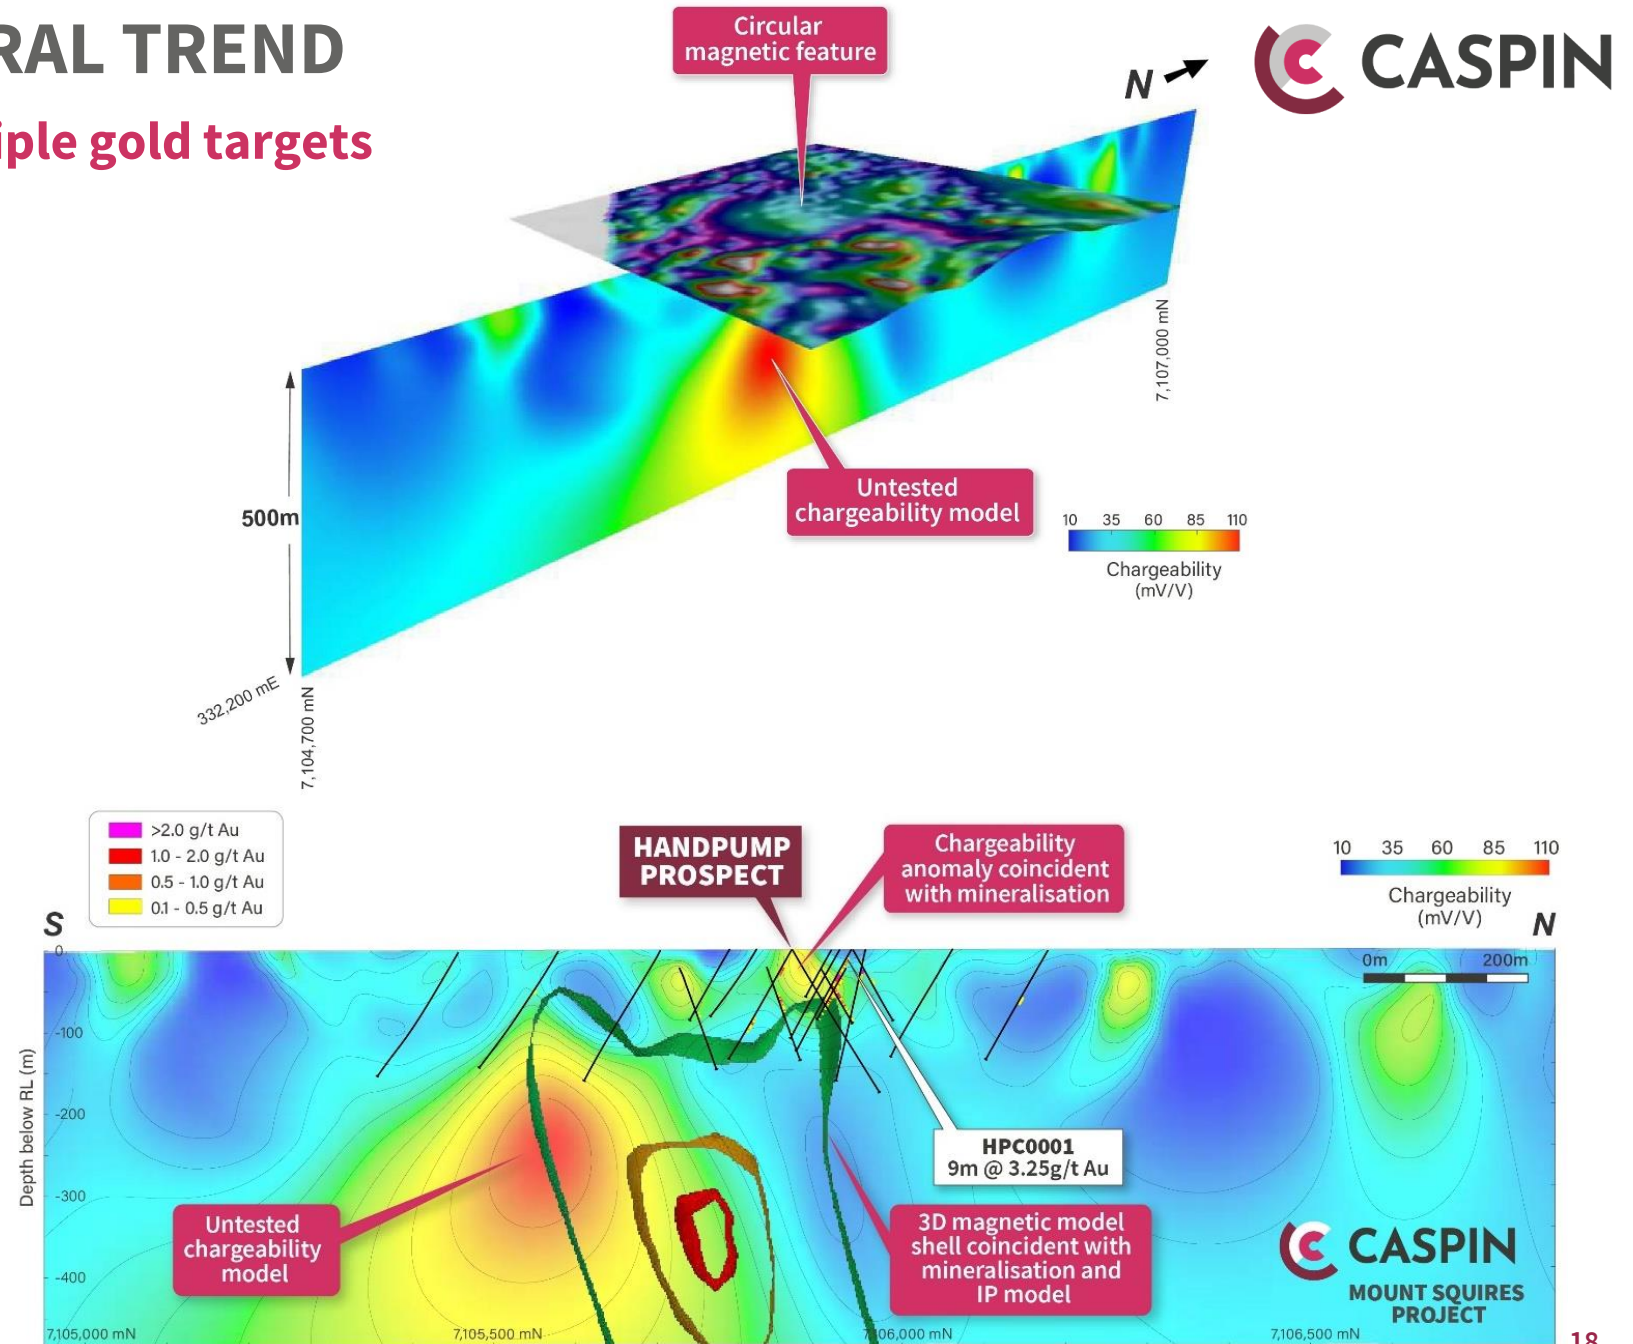 RAL TREND
iple gold targets
Circular
magnetic feature
N
CASPIN
7,107,000 mN
Untested
chargeability model
500m
10 35 60 85 110
Chargeability
(mV/V)
332,200 mE
7,104,700 mN
>2.0 g/t Au
1.0 - 2.0 g/t Au
0.5 - 1.0 g/t Au
0.1 - 0.5 g/t Au
HANDPUMP
PROSPECT
Chargeability
anomaly coincident
with mineralisation
10 35 60 85 110
Chargeability
(mV/V)
S
N
0
0m 200m
-100
-200
-300
-400
Depth below RL (m)
HPC0001
9m @ 3.25g/t Au
Untested
chargeability
model
3D magnetic model
shell coincident with
mineralisation and
IP model
CASPIN
MOUNT SQUIRES
PROJECT
7,105,000 mN
7,105,500 mN
7,106,000 mN
7,106,500 mN
18